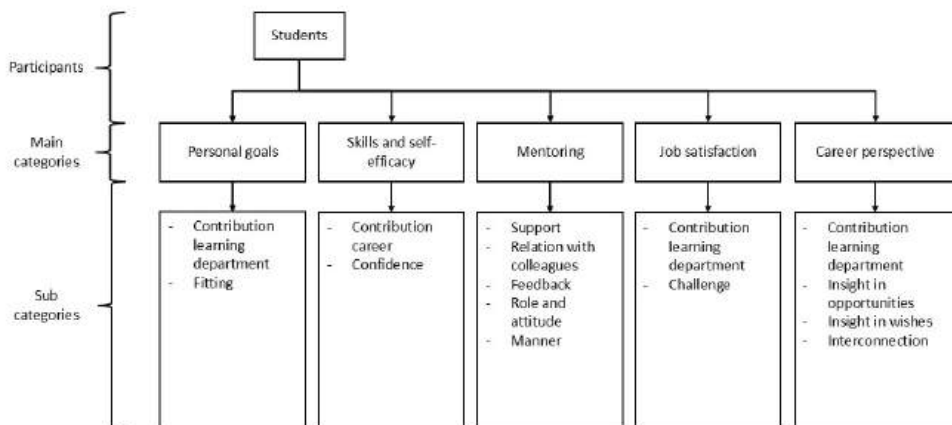 Students
Participants
Main
categories
Personal goals
Skills and self-
efficacy
Mentoring
Job satisfaction
Career perspective
Sub
categories
- Contribution
learning
department
- Fitting
- Contribution
career
- Confidence
- Support
- Relation with
colleagues
- Feedback
- Role and
attitude
- Manner
- Contribution
learning
department
- Challenge
- Contribution
learning
department
- Insight in
opportunities
- Insight in wishes
- Interconnection